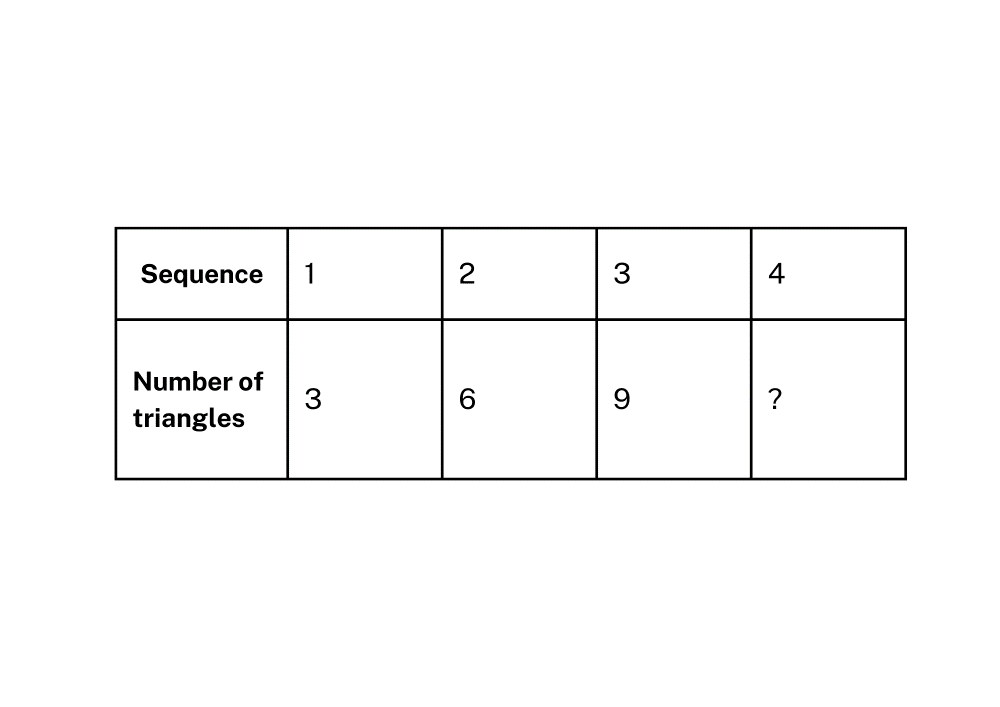 Sequence 1 2 3 4
Number of
triangles 3 6 9 ?